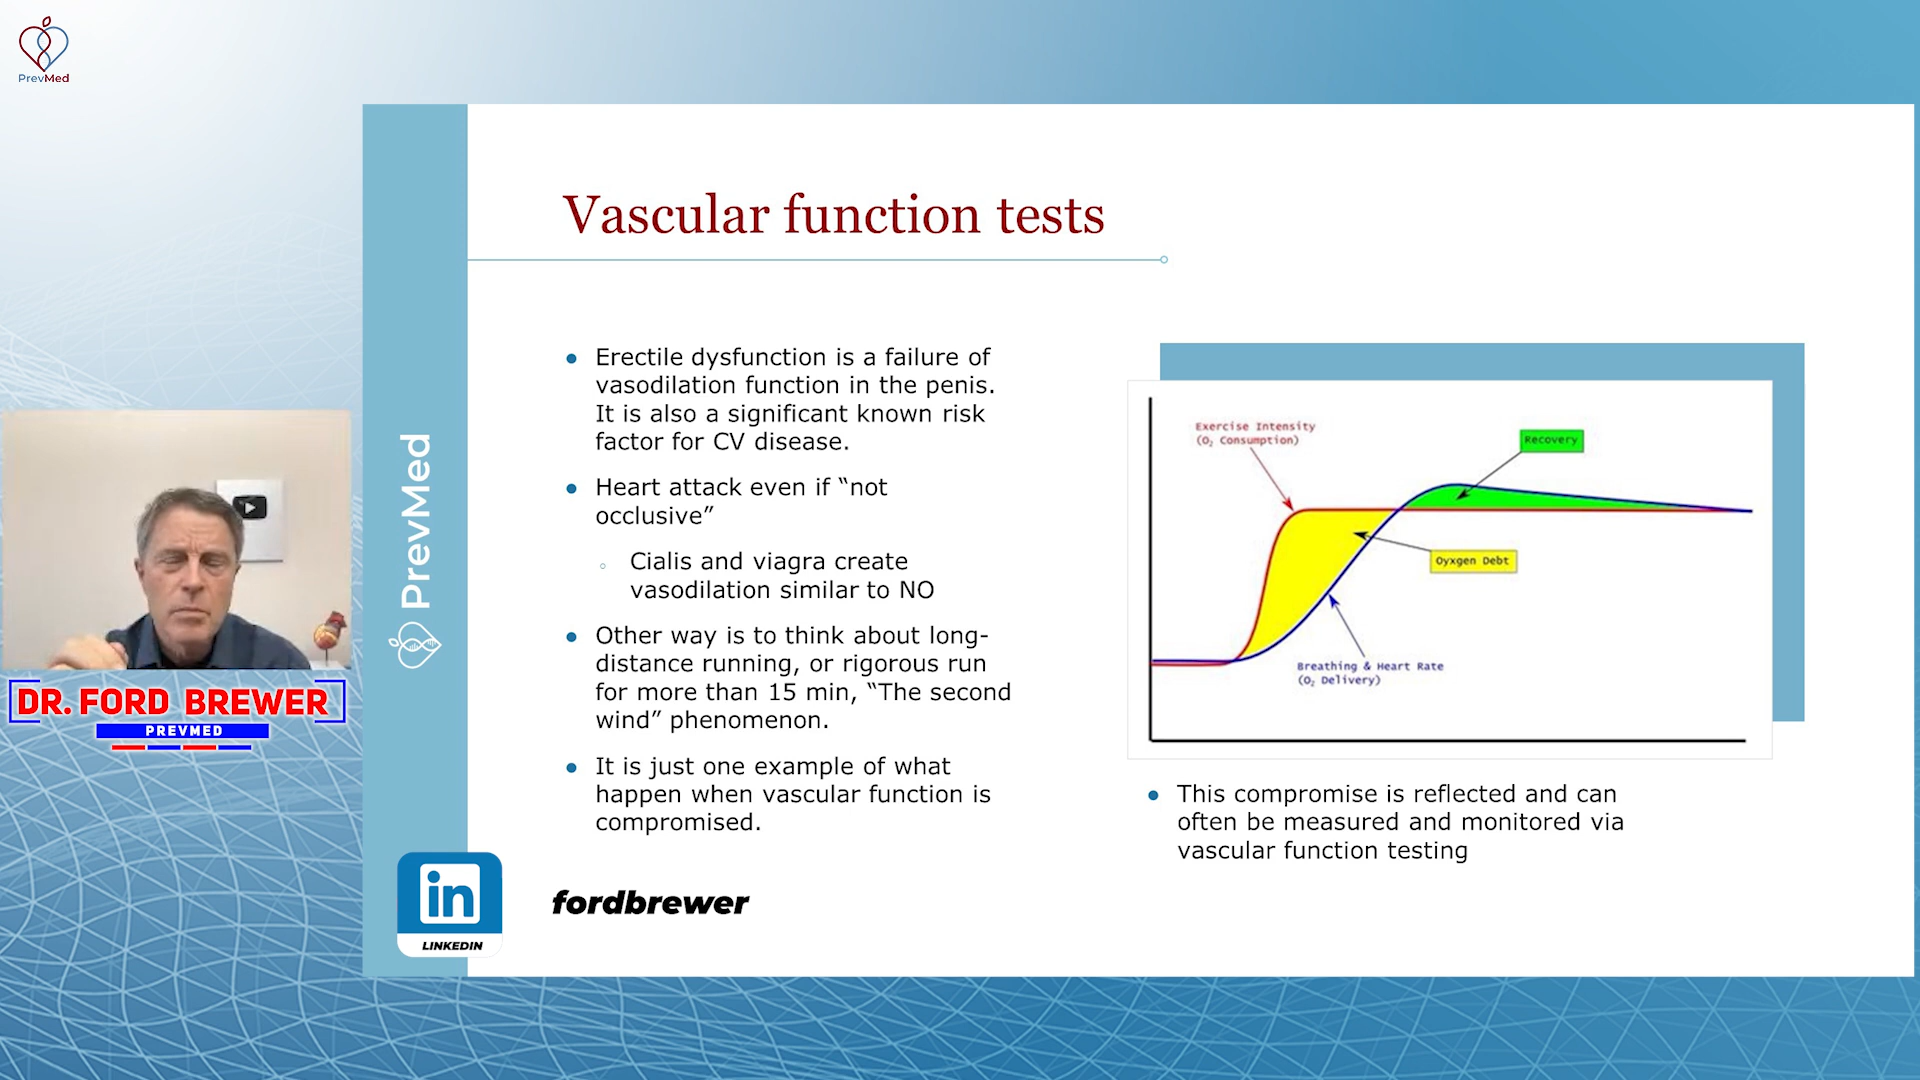 PrevMed
Vascular function tests
● Erectile dysfunction is a failure of
vasodilation function in the penis.
It is also a significant known risk
factor for CV disease.
● Heart attack even if “not
occlusive”
○ Cialis and viagra create
vasodilation similar to NO
● Other way is to think about long-
distance running, or rigorous run
for more than 15 min, “The second
wind” phenomenon.
● It is just one example of what
happen when vascular function is
compromised.
Exercise Intensity
(O₂ Consumption)
Recovery
Oyxgen Debt
Breathing & Heart Rate
(O₂ Delivery)
● This compromise is reflected and can
often be measured and monitored via
vascular function testing
PrevMed
DR. FORD BREWER
PREVMED
in
LINKEDIN
fordbrewer